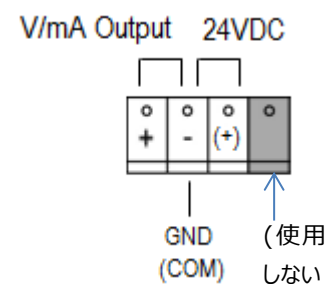 V/mA Output 24VDC
+ - (+)
GND
(COM)
(使用
しない